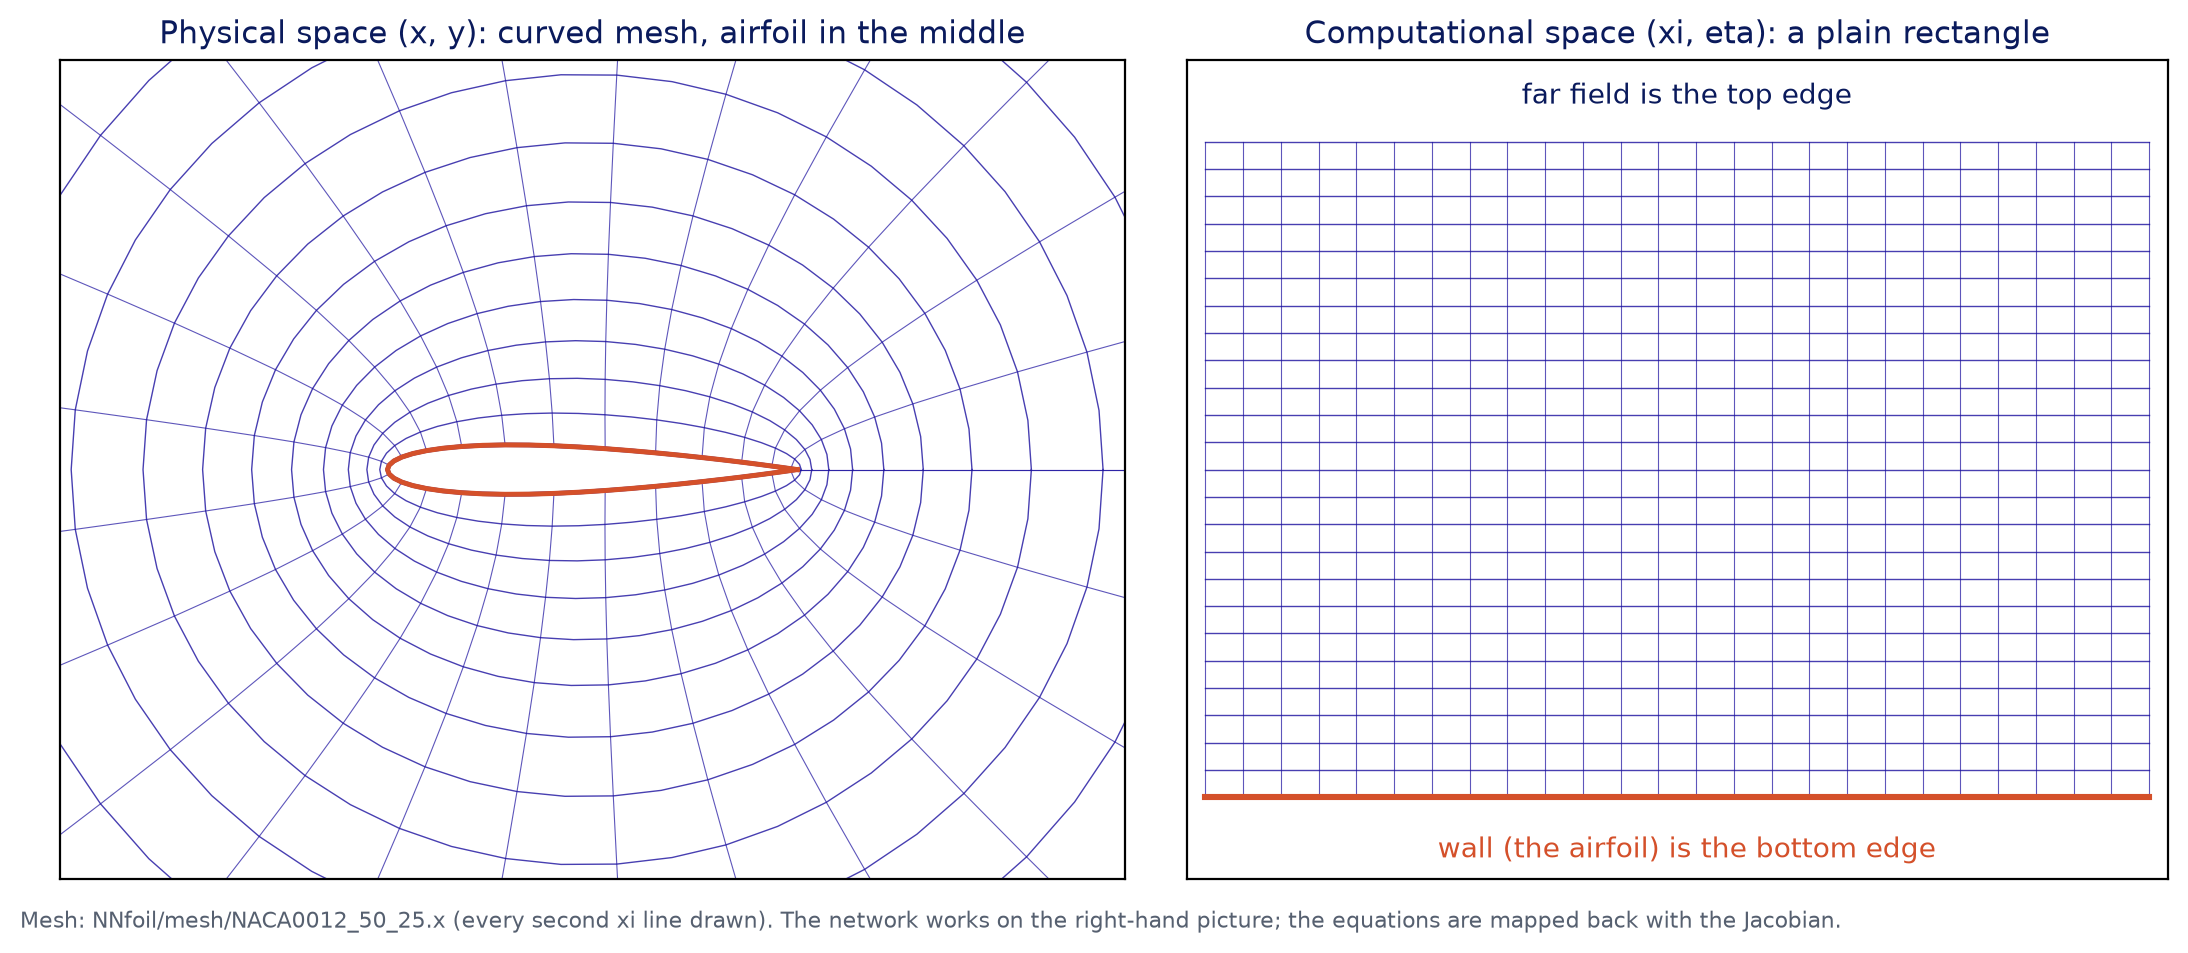 Physical space (x, y): curved mesh, airfoil in the middle
Computational space (xi, eta): a plain rectangle
far field is the top edge
wall (the airfoil) is the bottom edge
Mesh: NNfoil/mesh/NACA0012_50_25.x (every second xi line drawn). The network works on the right-hand picture; the equations are mapped back with the Jacobian.